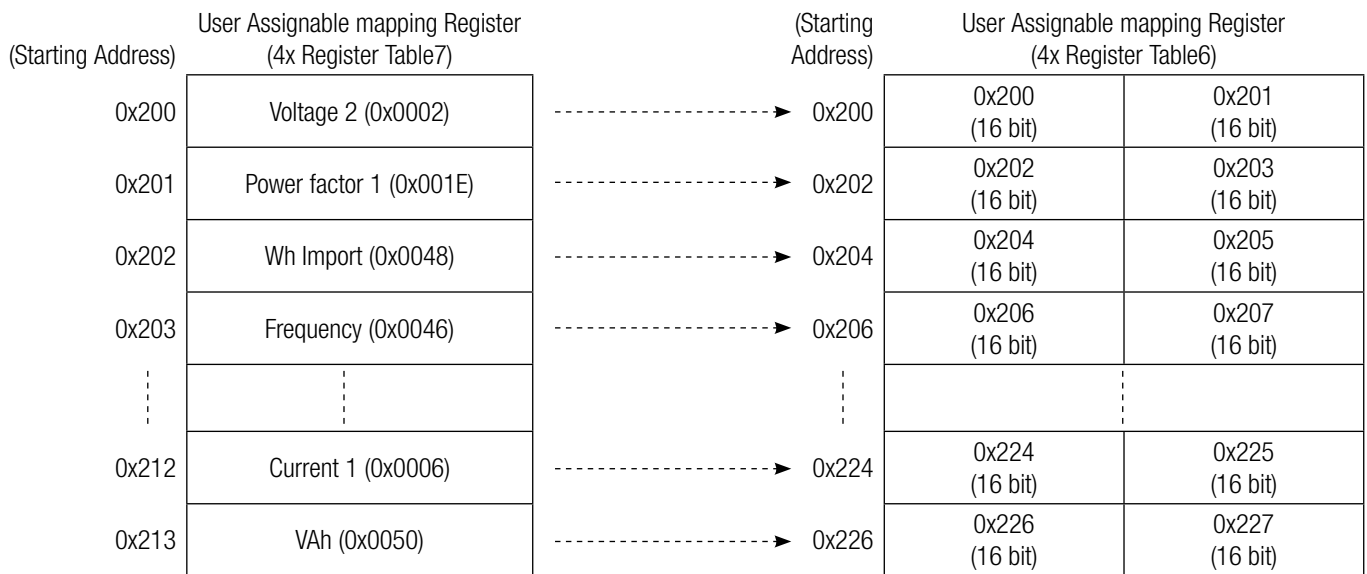 User Assignable mapping Register
(Starting Address) (4x Register Table7)
(Starting
Address)
User Assignable mapping Register
(4x Register Table6)
0x200 Voltage 2 (0x0002) 0x200 0x200 0x201
(16 bit) (16 bit)
0x201 Power factor 1 (0x001E) 0x202 0x202 0x203
(16 bit) (16 bit)
0x202 Wh Import (0x0048) 0x204 0x204 0x205
(16 bit) (16 bit)
0x203 Frequency (0x0046) 0x206 0x206 0x207
(16 bit) (16 bit)
0x212 Current 1 (0x0006) 0x224 0x224 0x225
(16 bit) (16 bit)
0x213 VAh (0x0050) 0x226 0x226 0x227
(16 bit) (16 bit)